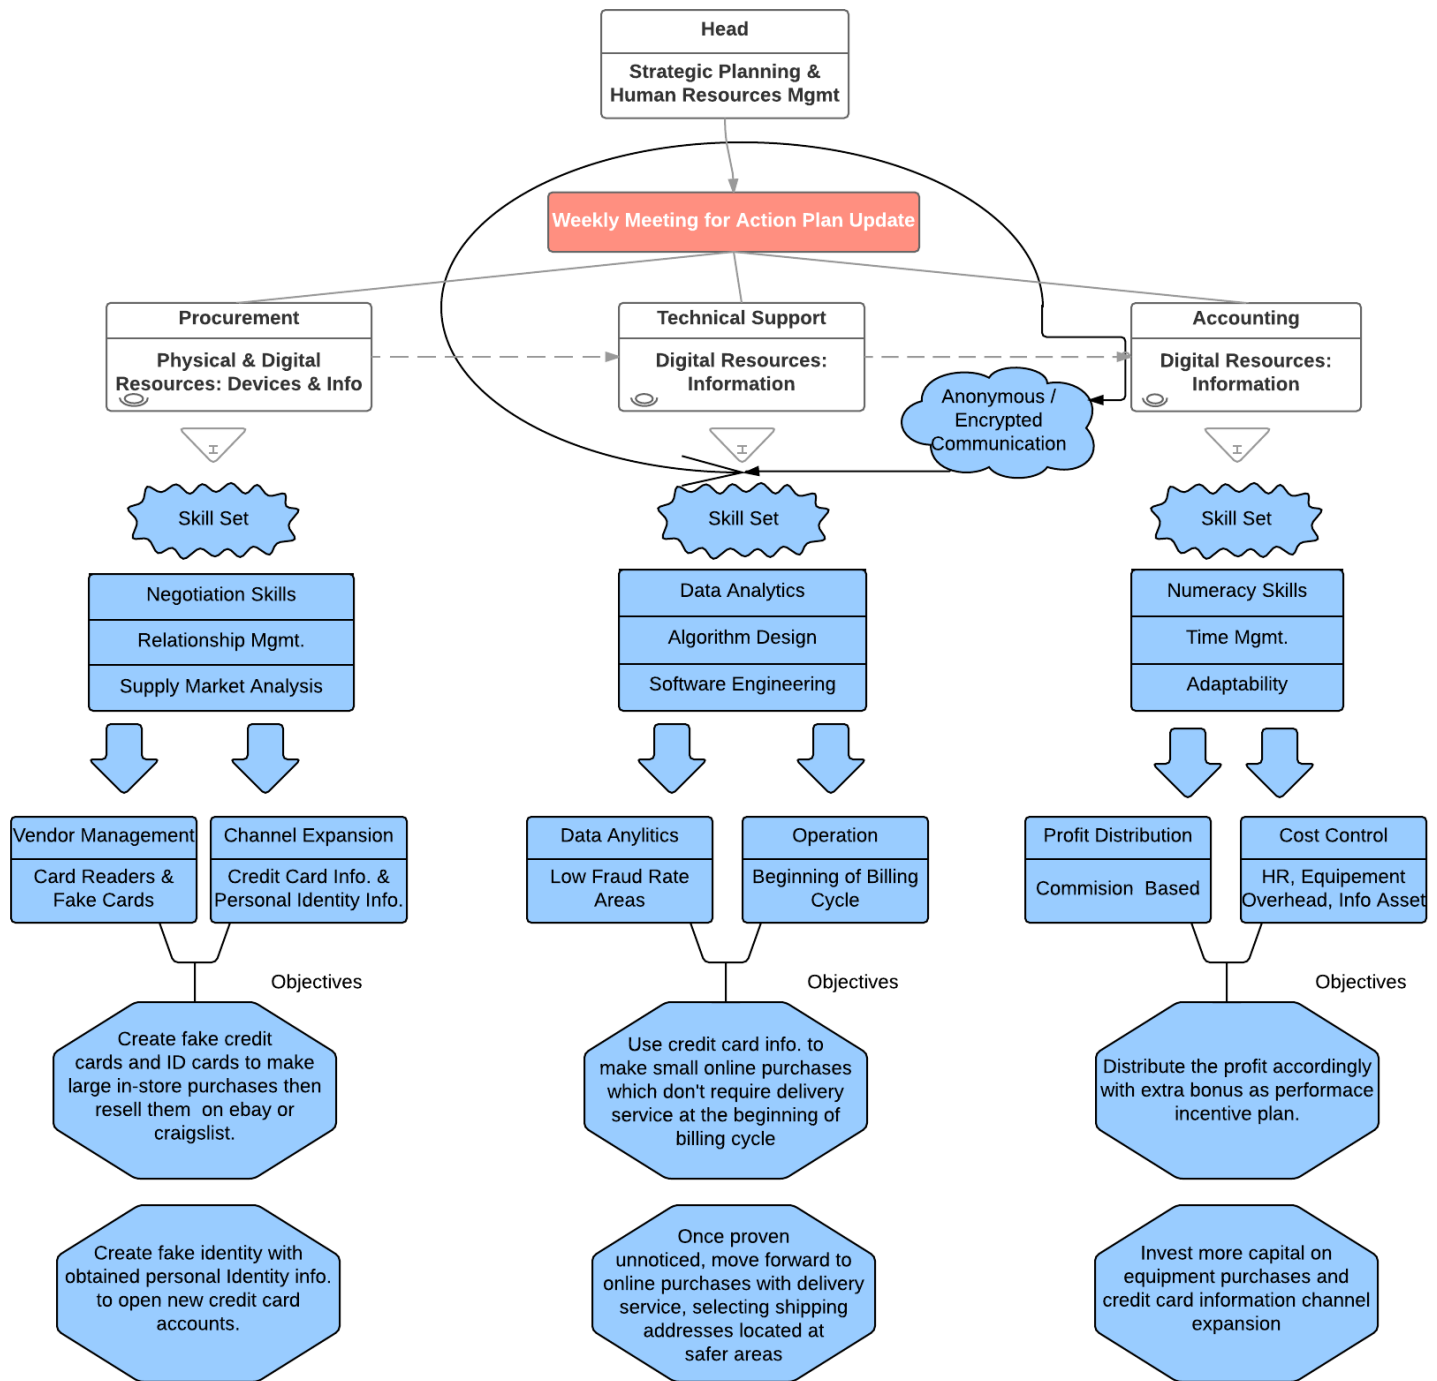 Head
Strategic Planning &
Human Resources Mgmt
Weekly Meeting for Action Plan Update
Procurement
Physical & Digital
Resources: Devices & Info
Technical Support
Digital Resources:
Information
Accounting
Digital Resources:
Information
Anonymous /
Encrypted
Communication
Skill Set
Skill Set
Skill Set
Negotiation Skills
Relationship Mgmt.
Supply Market Analysis
Data Analytics
Algorithm Design
Software Engineering
Numeracy Skills
Time Mgmt.
Adaptability
Vendor Management
Card Readers &
Fake Cards
Channel Expansion
Credit Card Info. &
Personal Identity Info.
Data Anylitics
Low Fraud Rate
Areas
Operation
Beginning of Billing
Cycle
Profit Distribution
Commision Based
Cost Control
HR, Equipement
Overhead, Info Asset
Objectives
Objectives
Objectives
Create fake credit
cards and ID cards to make
large in-store purchases then
resell them on ebay or
craigslist.
Use credit card info. to
make small online purchases
which don't require delivery
service at the beginning of
billing cycle
Distribute the profit accordingly
with extra bonus as performace
incentive plan.
Create fake identity with
obtained personal Identity info.
to open new credit card
accounts.
Once proven
unnoticed, move forward to
online purchases with delivery
service, selecting shipping
addresses located at
safer areas
Invest more capital on
equipment purchases and
credit card information channel
expansion